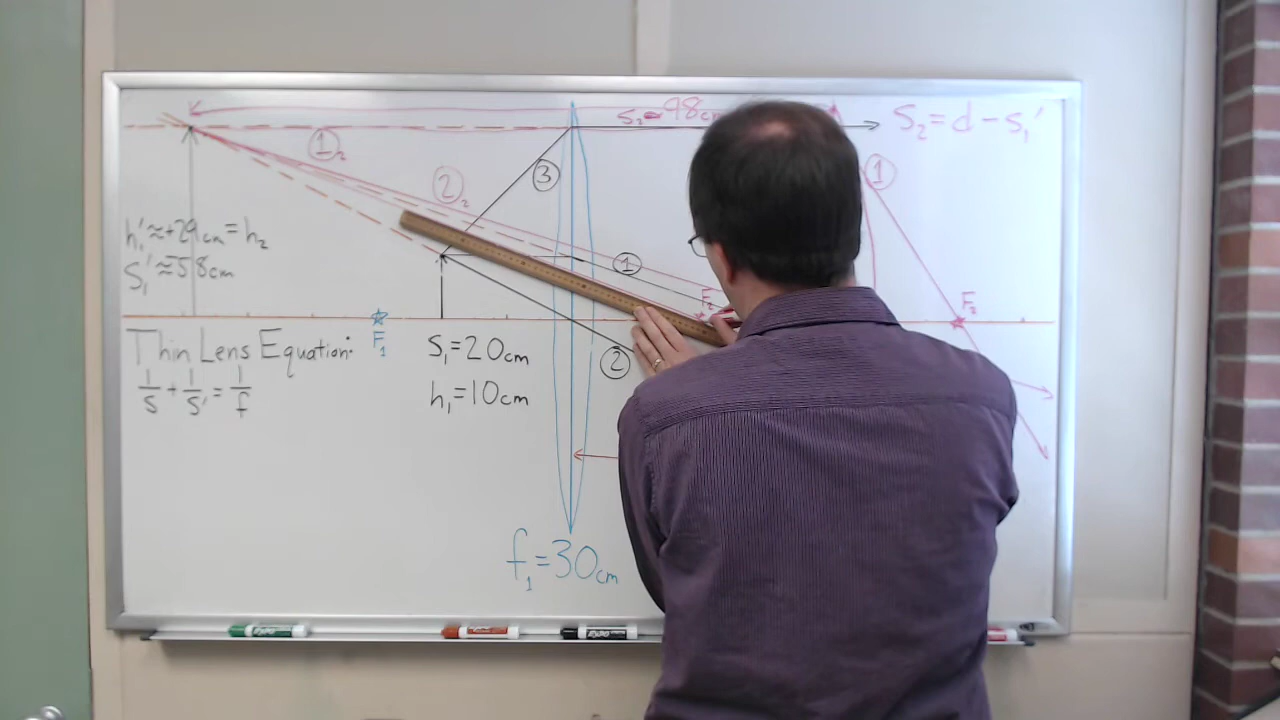 S₂ = 98cm
S₂ = d − S₁'
①₂
②₂
③
①
h₁' ≈ +29cm = h₂
S₁' ≈ -58cm
①
F₂
F₂
F₁
Thin Lens Equation:
1/s + 1/s' = 1/f
S₁ = 20cm
②
h₁ = 10cm
f₁ = 30cm